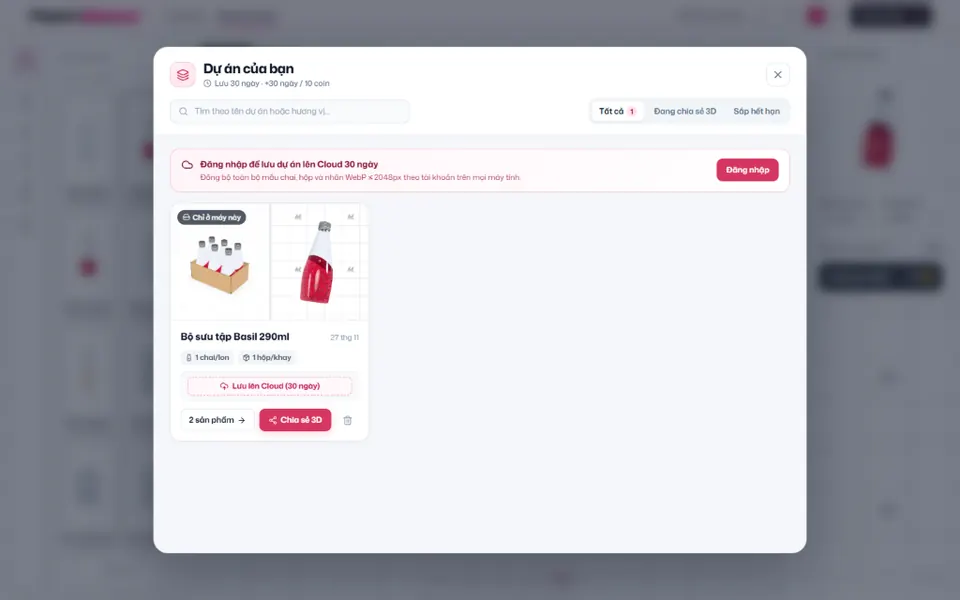 Dự án của bạn
Lưu 30 ngày · +30 ngày / 10 coin
Tìm theo tên dự án hoặc hương vị...
Tất cả 1
Đang chia sẻ 3D
Sắp hết hạn
Đăng nhập để lưu dự án lên Cloud 30 ngày
Đồng bộ toàn bộ mẫu chai, hộp và nhãn WebP ≤2048px theo tài khoản trên mọi máy tính.
Đăng nhập
Chỉ ở máy này
Bộ sưu tập Basil 290ml
27 thg 11
1 chai/lon
1 hộp/khay
Lưu lên Cloud (30 ngày)
2 sản phẩm →
Chia sẻ 3D